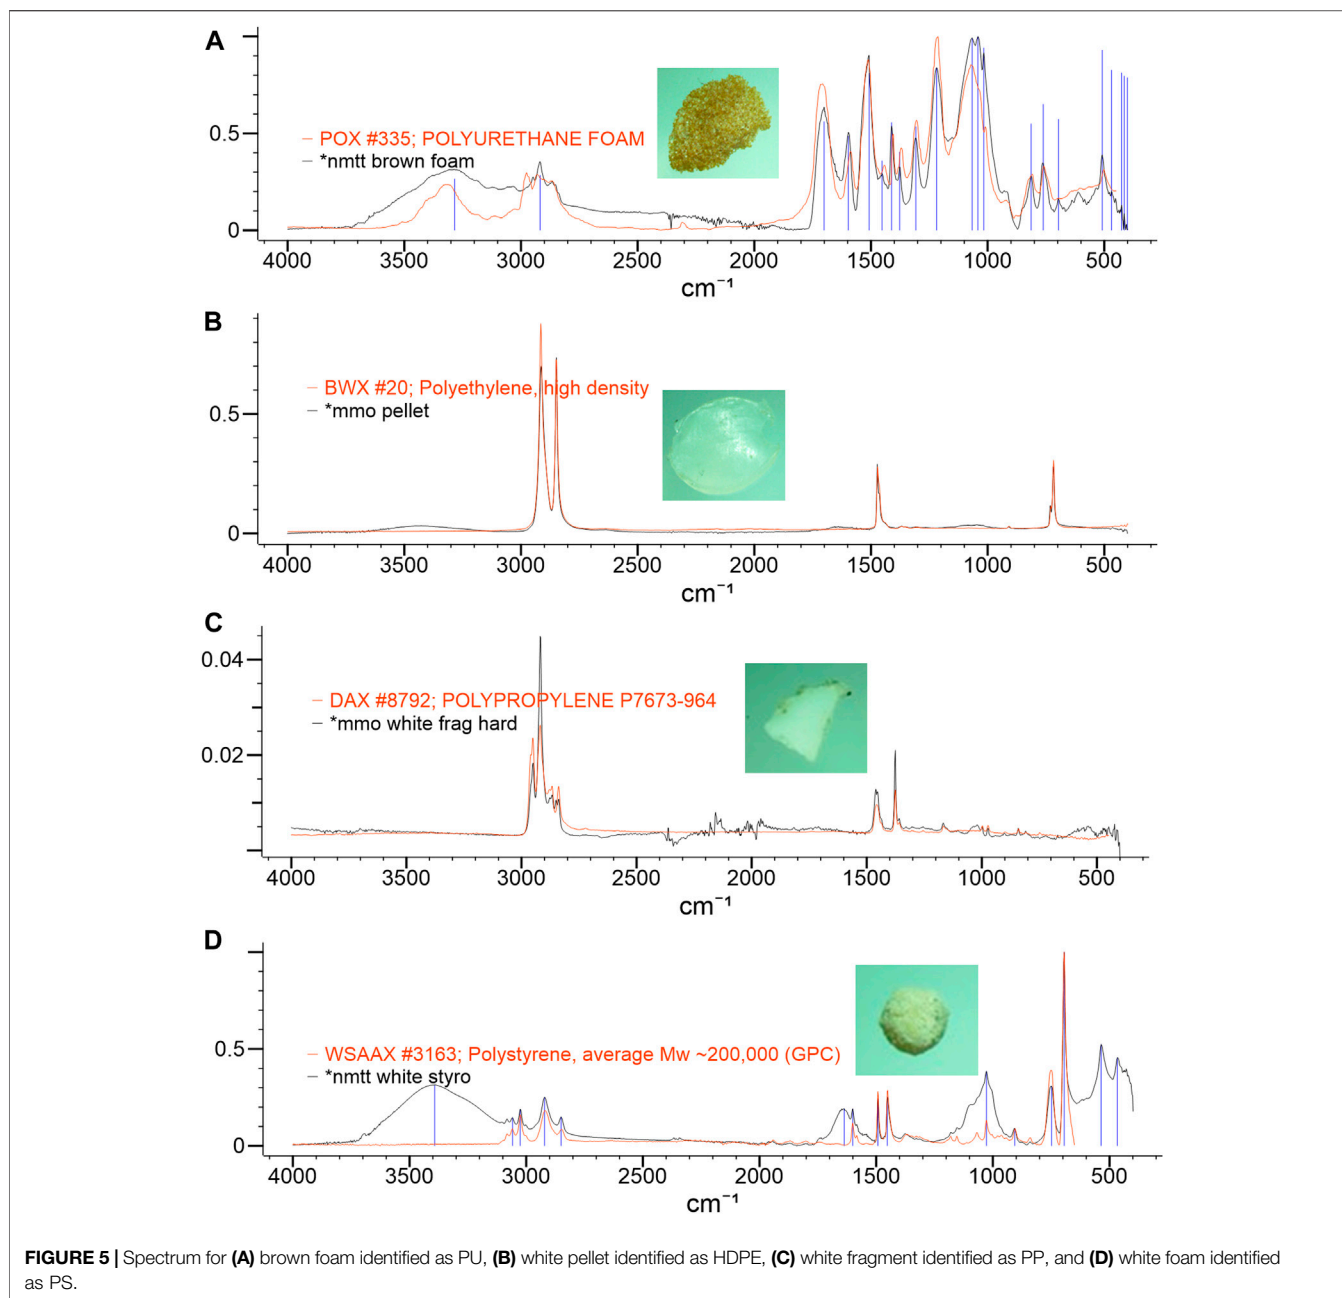 A
0.5
0
POX #335; POLYURETHANE FOAM
*nmtt brown foam
4000 3500 3000 2500 2000 1500 1000 500
cm⁻¹
B
0.5
0
BWX #20; Polyethylene, high density
*mmo pellet
4000 3500 3000 2500 2000 1500 1000 500
cm⁻¹
C
0.04
0.02
DAX #8792; POLYPROPYLENE P7673-964
*mmo white frag hard
4000 3500 3000 2500 2000 1500 1000 500
cm⁻¹
D
0.5
0
WSAAX #3163; Polystyrene, average Mw ~200,000 (GPC)
*nmtt white styro
4000 3500 3000 2500 2000 1500 1000 500
cm⁻¹
FIGURE 5 | Spectrum for (A) brown foam identified as PU, (B) white pellet identified as HDPE, (C) white fragment identified as PP, and (D) white foam identified
as PS.